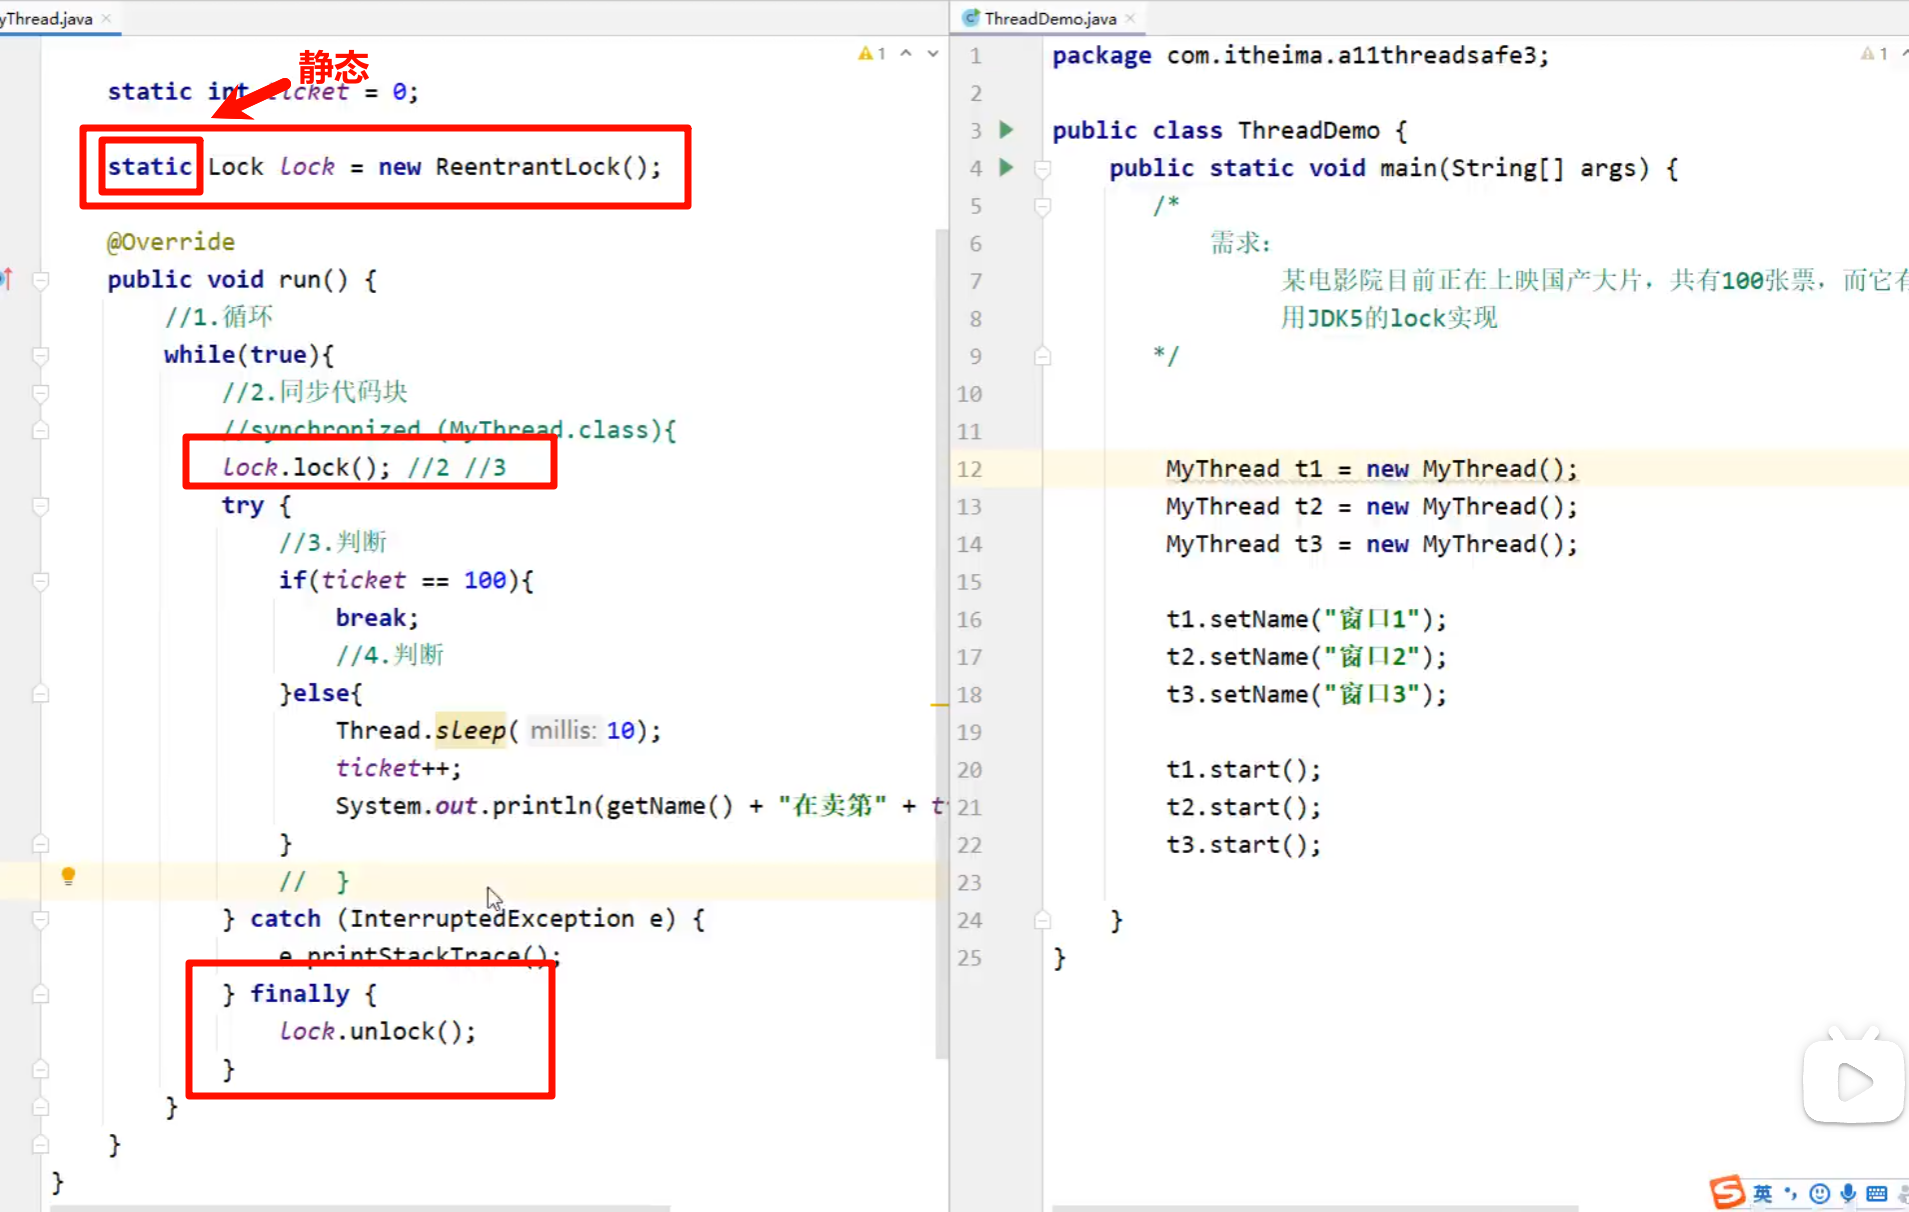 yThread.java
静态
static int ticket = 0;
static Lock lock = new ReentrantLock();
@Override
public void run() {
//1.循环
while(true){
//2.同步代码块
//synchronized (MyThread.class){
lock.lock(); //2 //3
try {
//3.判断
if(ticket == 100){
break;
//4.判断
}else{
Thread.sleep( millis: 10);
ticket++;
System.out.println(getName() + "在卖第" + t
}
// }
} catch (InterruptedException e) {
e.printStackTrace();
} finally {
lock.unlock();
}
}
}
}
1
ThreadDemo.java
1
1 package com.itheima.a11threadsafe3;
2
3 public class ThreadDemo {
4 public static void main(String[] args) {
5 /*
6 需求：
7 某电影院目前正在上映国产大片，共有100张票，而它有
8 用JDK5的lock实现
9 */
10
11
12 MyThread t1 = new MyThread();
13 MyThread t2 = new MyThread();
14 MyThread t3 = new MyThread();
15
16 t1.setName("窗口1");
17 t2.setName("窗口2");
18 t3.setName("窗口3");
19
20 t1.start();
21 t2.start();
22 t3.start();
23
24 }
25 }
英